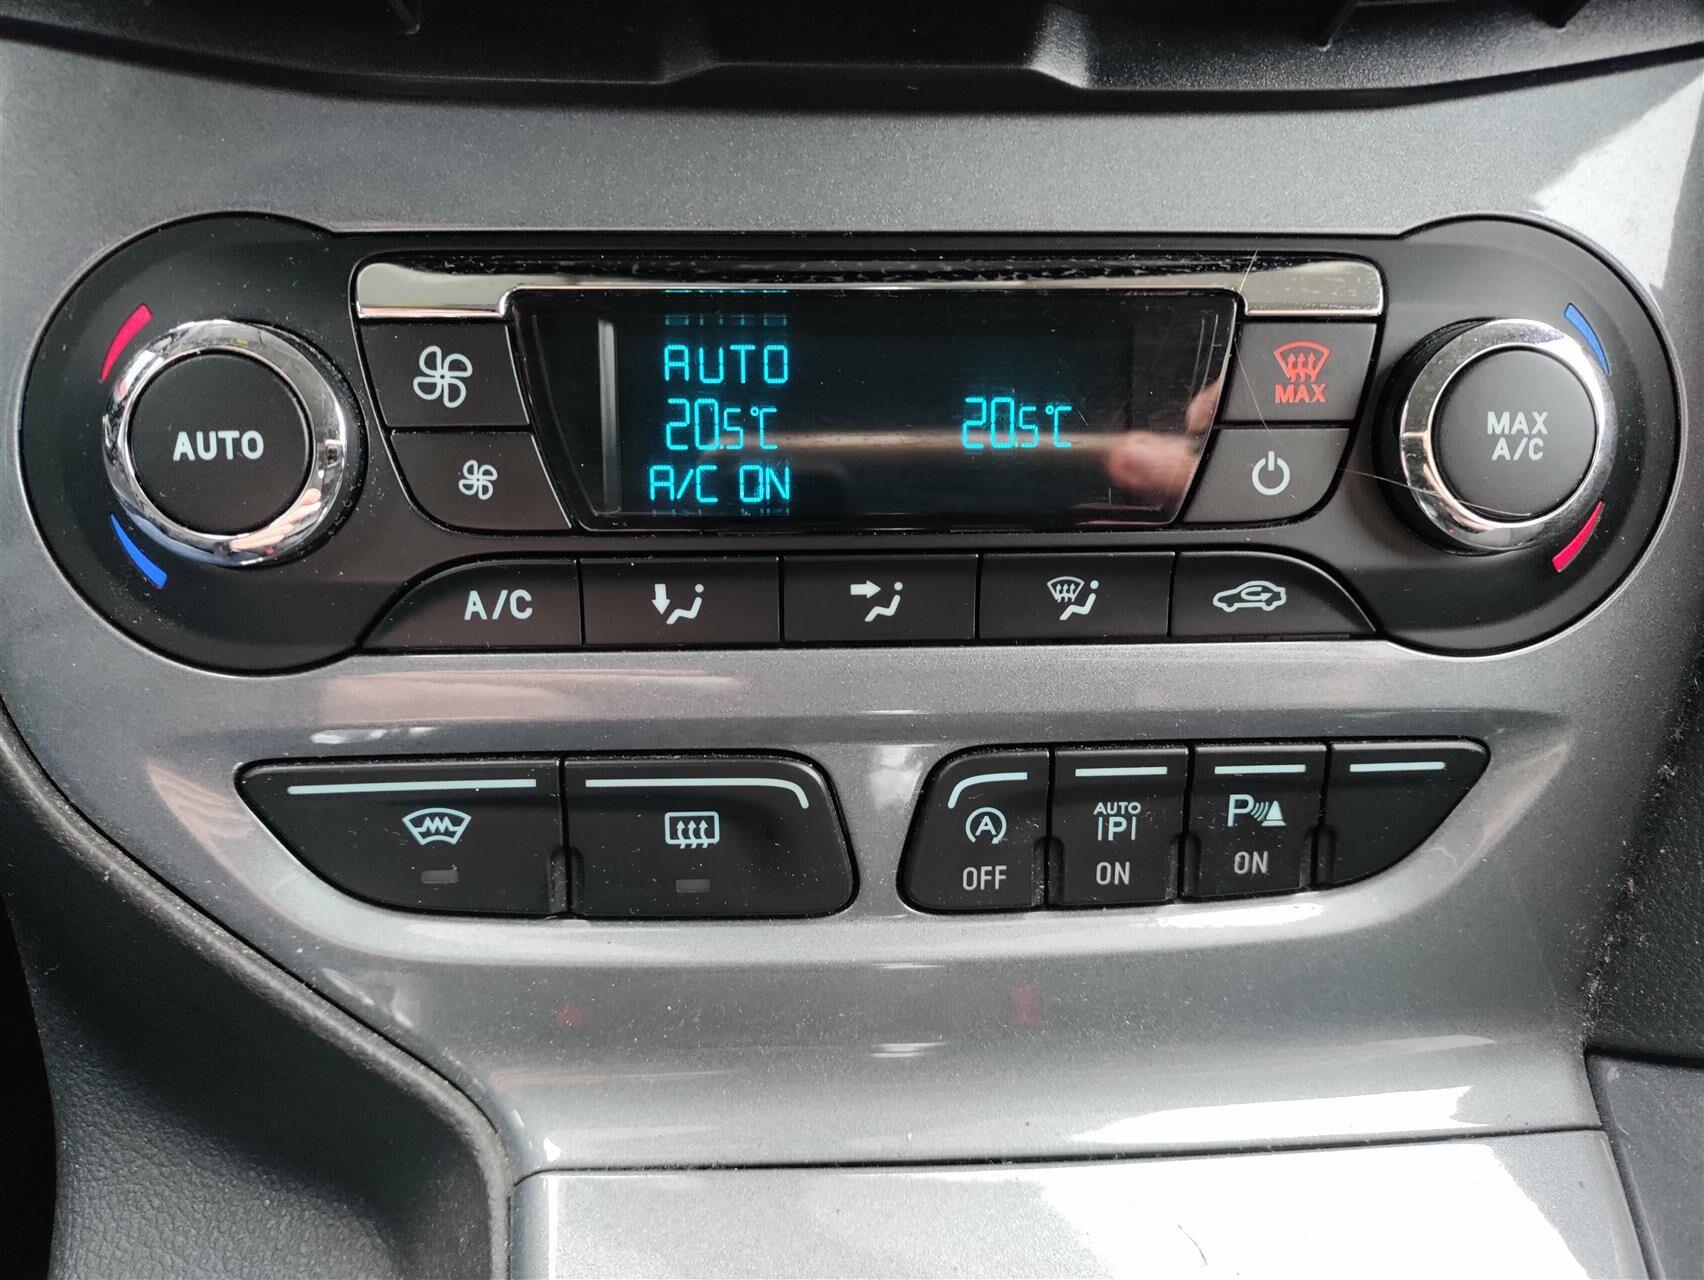 AUTO
AUTO
20.5°C
20.5°C
A/C ON
MAX
MAX
A/C
A/C
A
OFF
AUTO
|P|
ON
P
ON